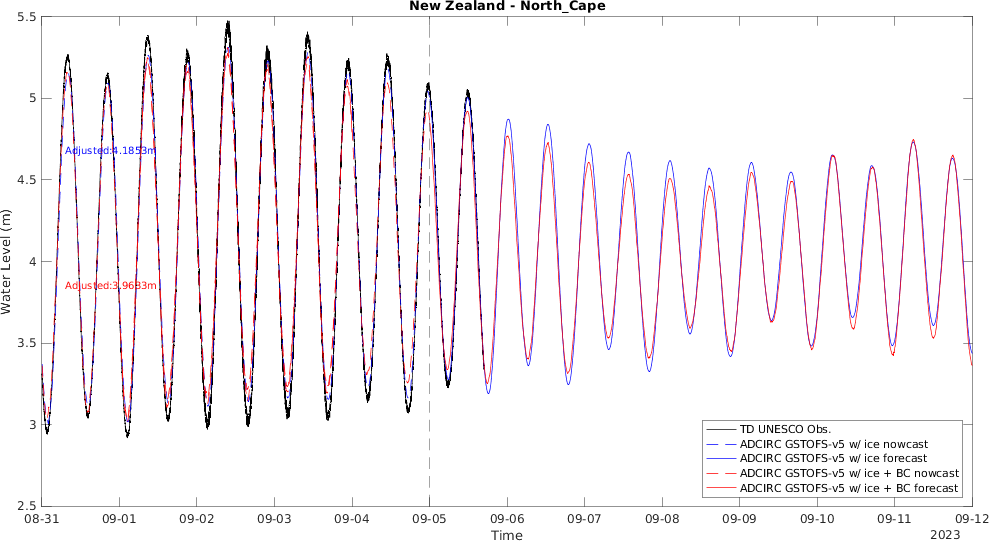 New Zealand - North_Cape
5.5
5
4.5
4
3.5
3
2.5
Water Level (m)
Adjusted:4.1853m
Adjusted:3.9683m
TD UNESCO Obs.
ADCIRC GSTOFS-v5 w/ ice nowcast
ADCIRC GSTOFS-v5 w/ ice forecast
ADCIRC GSTOFS-v5 w/ ice + BC nowcast
ADCIRC GSTOFS-v5 w/ ice + BC forecast
08-31 09-01 09-02 09-03 09-04 09-05 09-06 09-07 09-08 09-09 09-10 09-11 09-12
Time
2023